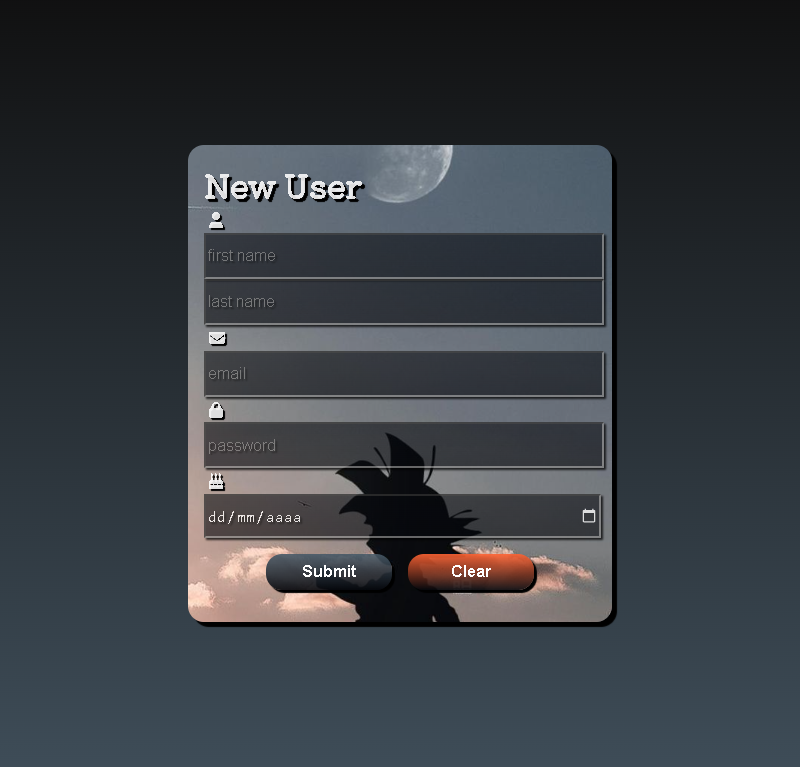 New User
first name
last name
email
password
dd/mm/aaaa
Submit
Clear